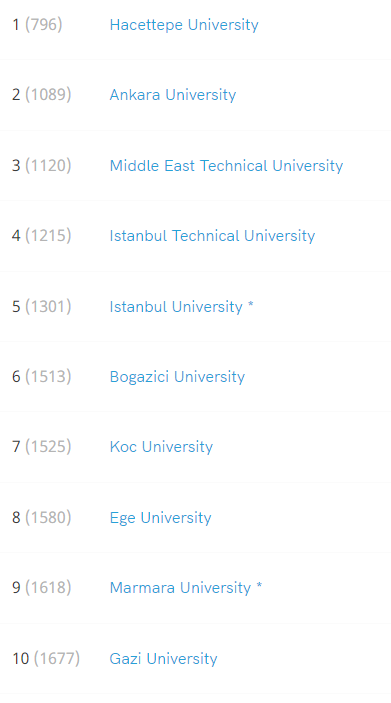 1 (796) Hacettepe University
2 (1089) Ankara University
3 (1120) Middle East Technical University
4 (1215) Istanbul Technical University
5 (1301) Istanbul University *
6 (1513) Bogazici University
7 (1525) Koc University
8 (1580) Ege University
9 (1618) Marmara University *
10 (1677) Gazi University